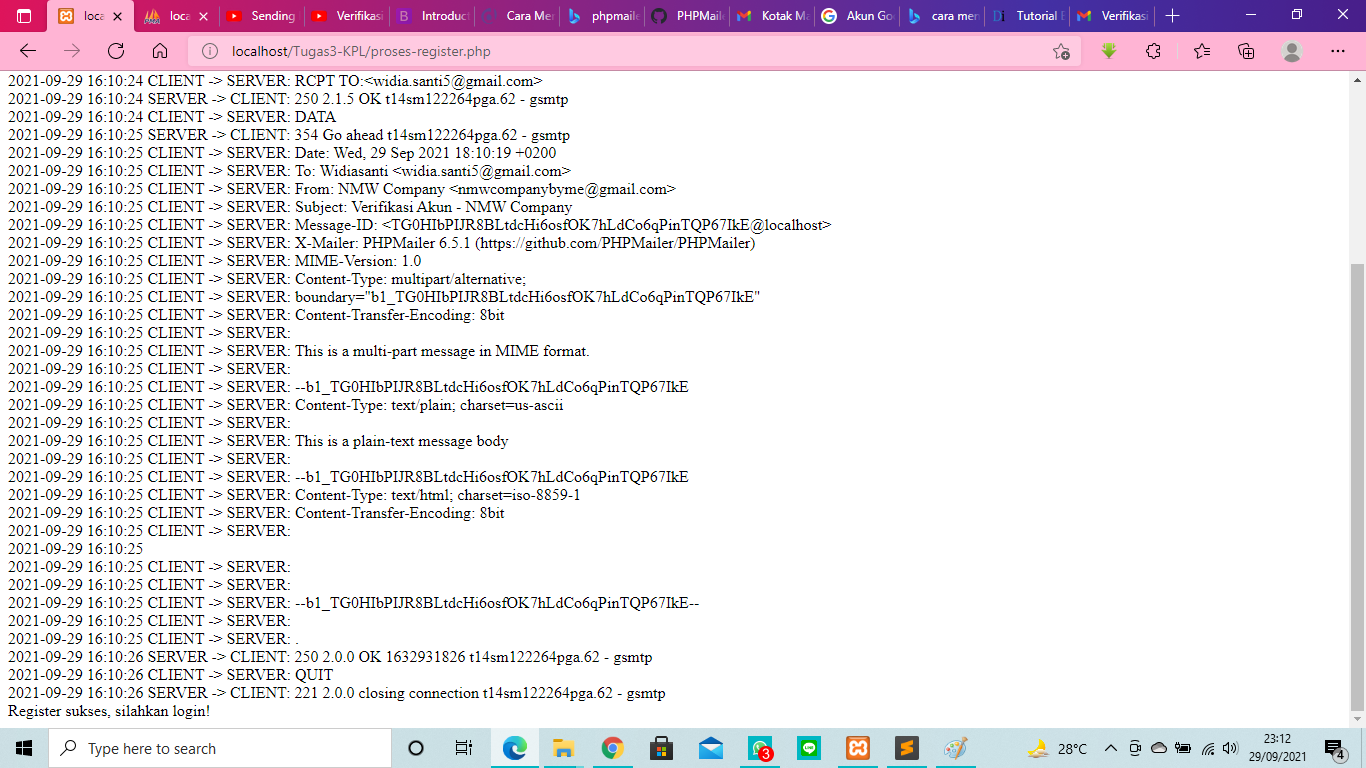 loca
loca
Sending
Verifikasi
Introduct
Cara Mer
phpmaile
PHPMaile
Kotak Ma
Akun Goo
cara men
Tutorial B
Verifikasi
localhost/Tugas3-KPL/proses-register.php
2021-09-29 16:10:24 CLIENT -> SERVER: RCPT TO:<widia.santi5@gmail.com>
2021-09-29 16:10:24 SERVER -> CLIENT: 250 2.1.5 OK t14sm122264pga.62 - gsmtp
2021-09-29 16:10:24 CLIENT -> SERVER: DATA
2021-09-29 16:10:25 SERVER -> CLIENT: 354 Go ahead t14sm122264pga.62 - gsmtp
2021-09-29 16:10:25 CLIENT -> SERVER: Date: Wed, 29 Sep 2021 18:10:19 +0200
2021-09-29 16:10:25 CLIENT -> SERVER: To: Widiasanti <widia.santi5@gmail.com>
2021-09-29 16:10:25 CLIENT -> SERVER: From: NMW Company <nmwcompanybyme@gmail.com>
2021-09-29 16:10:25 CLIENT -> SERVER: Subject: Verifikasi Akun - NMW Company
2021-09-29 16:10:25 CLIENT -> SERVER: Message-ID: <TG0HIbPIJR8BLtdcHi6osfOK7hLdCo6qPinTQP67IkE@localhost>
2021-09-29 16:10:25 CLIENT -> SERVER: X-Mailer: PHPMailer 6.5.1 (https://github.com/PHPMailer/PHPMailer)
2021-09-29 16:10:25 CLIENT -> SERVER: MIME-Version: 1.0
2021-09-29 16:10:25 CLIENT -> SERVER: Content-Type: multipart/alternative;
2021-09-29 16:10:25 CLIENT -> SERVER: boundary="b1_TG0HIbPIJR8BLtdcHi6osfOK7hLdCo6qPinTQP67IkE"
2021-09-29 16:10:25 CLIENT -> SERVER: Content-Transfer-Encoding: 8bit
2021-09-29 16:10:25 CLIENT -> SERVER:
2021-09-29 16:10:25 CLIENT -> SERVER: This is a multi-part message in MIME format.
2021-09-29 16:10:25 CLIENT -> SERVER:
2021-09-29 16:10:25 CLIENT -> SERVER: --b1_TG0HIbPIJR8BLtdcHi6osfOK7hLdCo6qPinTQP67IkE
2021-09-29 16:10:25 CLIENT -> SERVER: Content-Type: text/plain; charset=us-ascii
2021-09-29 16:10:25 CLIENT -> SERVER:
2021-09-29 16:10:25 CLIENT -> SERVER: This is a plain-text message body
2021-09-29 16:10:25 CLIENT -> SERVER:
2021-09-29 16:10:25 CLIENT -> SERVER: --b1_TG0HIbPIJR8BLtdcHi6osfOK7hLdCo6qPinTQP67IkE
2021-09-29 16:10:25 CLIENT -> SERVER: Content-Type: text/html; charset=iso-8859-1
2021-09-29 16:10:25 CLIENT -> SERVER: Content-Transfer-Encoding: 8bit
2021-09-29 16:10:25 CLIENT -> SERVER:
2021-09-29 16:10:25
2021-09-29 16:10:25 CLIENT -> SERVER:
2021-09-29 16:10:25 CLIENT -> SERVER:
2021-09-29 16:10:25 CLIENT -> SERVER: --b1_TG0HIbPIJR8BLtdcHi6osfOK7hLdCo6qPinTQP67IkE--
2021-09-29 16:10:25 CLIENT -> SERVER:
2021-09-29 16:10:25 CLIENT -> SERVER: .
2021-09-29 16:10:26 SERVER -> CLIENT: 250 2.0.0 OK 1632931826 t14sm122264pga.62 - gsmtp
2021-09-29 16:10:26 CLIENT -> SERVER: QUIT
2021-09-29 16:10:26 SERVER -> CLIENT: 221 2.0.0 closing connection t14sm122264pga.62 - gsmtp
Register sukses, silahkan login!
Type here to search
3
28°C
23:12
29/09/2021
4